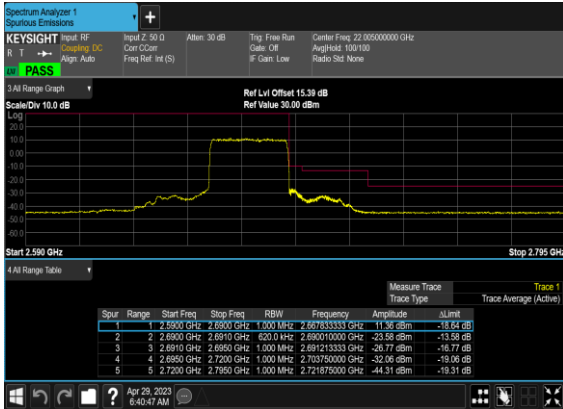 Spectrum Analyzer 1
Spurious Emissions
+
KEYSIGHT Input: RF Input Z: 50 Ω Atten: 30 dB Trig: Free Run Center Freq: 22.005000000 GHz
R T Coupling: DC Corr CCorr Gate: Off Avg|Hold: 100/100
Align: Auto Freq Ref: Int (S) IF Gain: Low Radio Std: None
PASS
3 All Range Graph
Ref Lvl Offset 15.39 dB
Scale/Div 10.0 dB Ref Value 30.00 dBm
Log
20.0
10.0
0.00
-10.0
-20.0
-30.0
-40.0
-50.0
-60.0
Start 2.590 GHz Stop 2.795 GHz
4 All Range Table
Measure Trace Trace 1
Trace Type Trace Average (Active)
Spur Range Start Freq Stop Freq RBW Frequency Amplitude ΔLimit
1 1 2.5900 GHz 2.6900 GHz 1.000 MHz 2.667833333 GHz 11.36 dBm -18.64 dB
2 2 2.6900 GHz 2.6910 GHz 620.0 kHz 2.690010000 GHz -23.58 dBm -13.58 dB
3 3 2.6910 GHz 2.6950 GHz 1.000 MHz 2.691213333 GHz -26.77 dBm -16.77 dB
4 4 2.6950 GHz 2.7200 GHz 1.000 MHz 2.703750000 GHz -32.06 dBm -19.06 dB
5 5 2.7200 GHz 2.7950 GHz 1.000 MHz 2.721875000 GHz -44.31 dBm -19.31 dB
?
Apr 29, 2023
6:40:47 AM